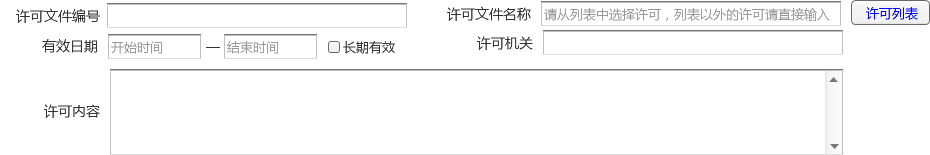 许可文件编号 许可文件名称 请从列表中选择许可，列表以外的许可请直接输入 许可列表
有效日期 开始时间 — 结束时间 长期有效 许可机关
许可内容